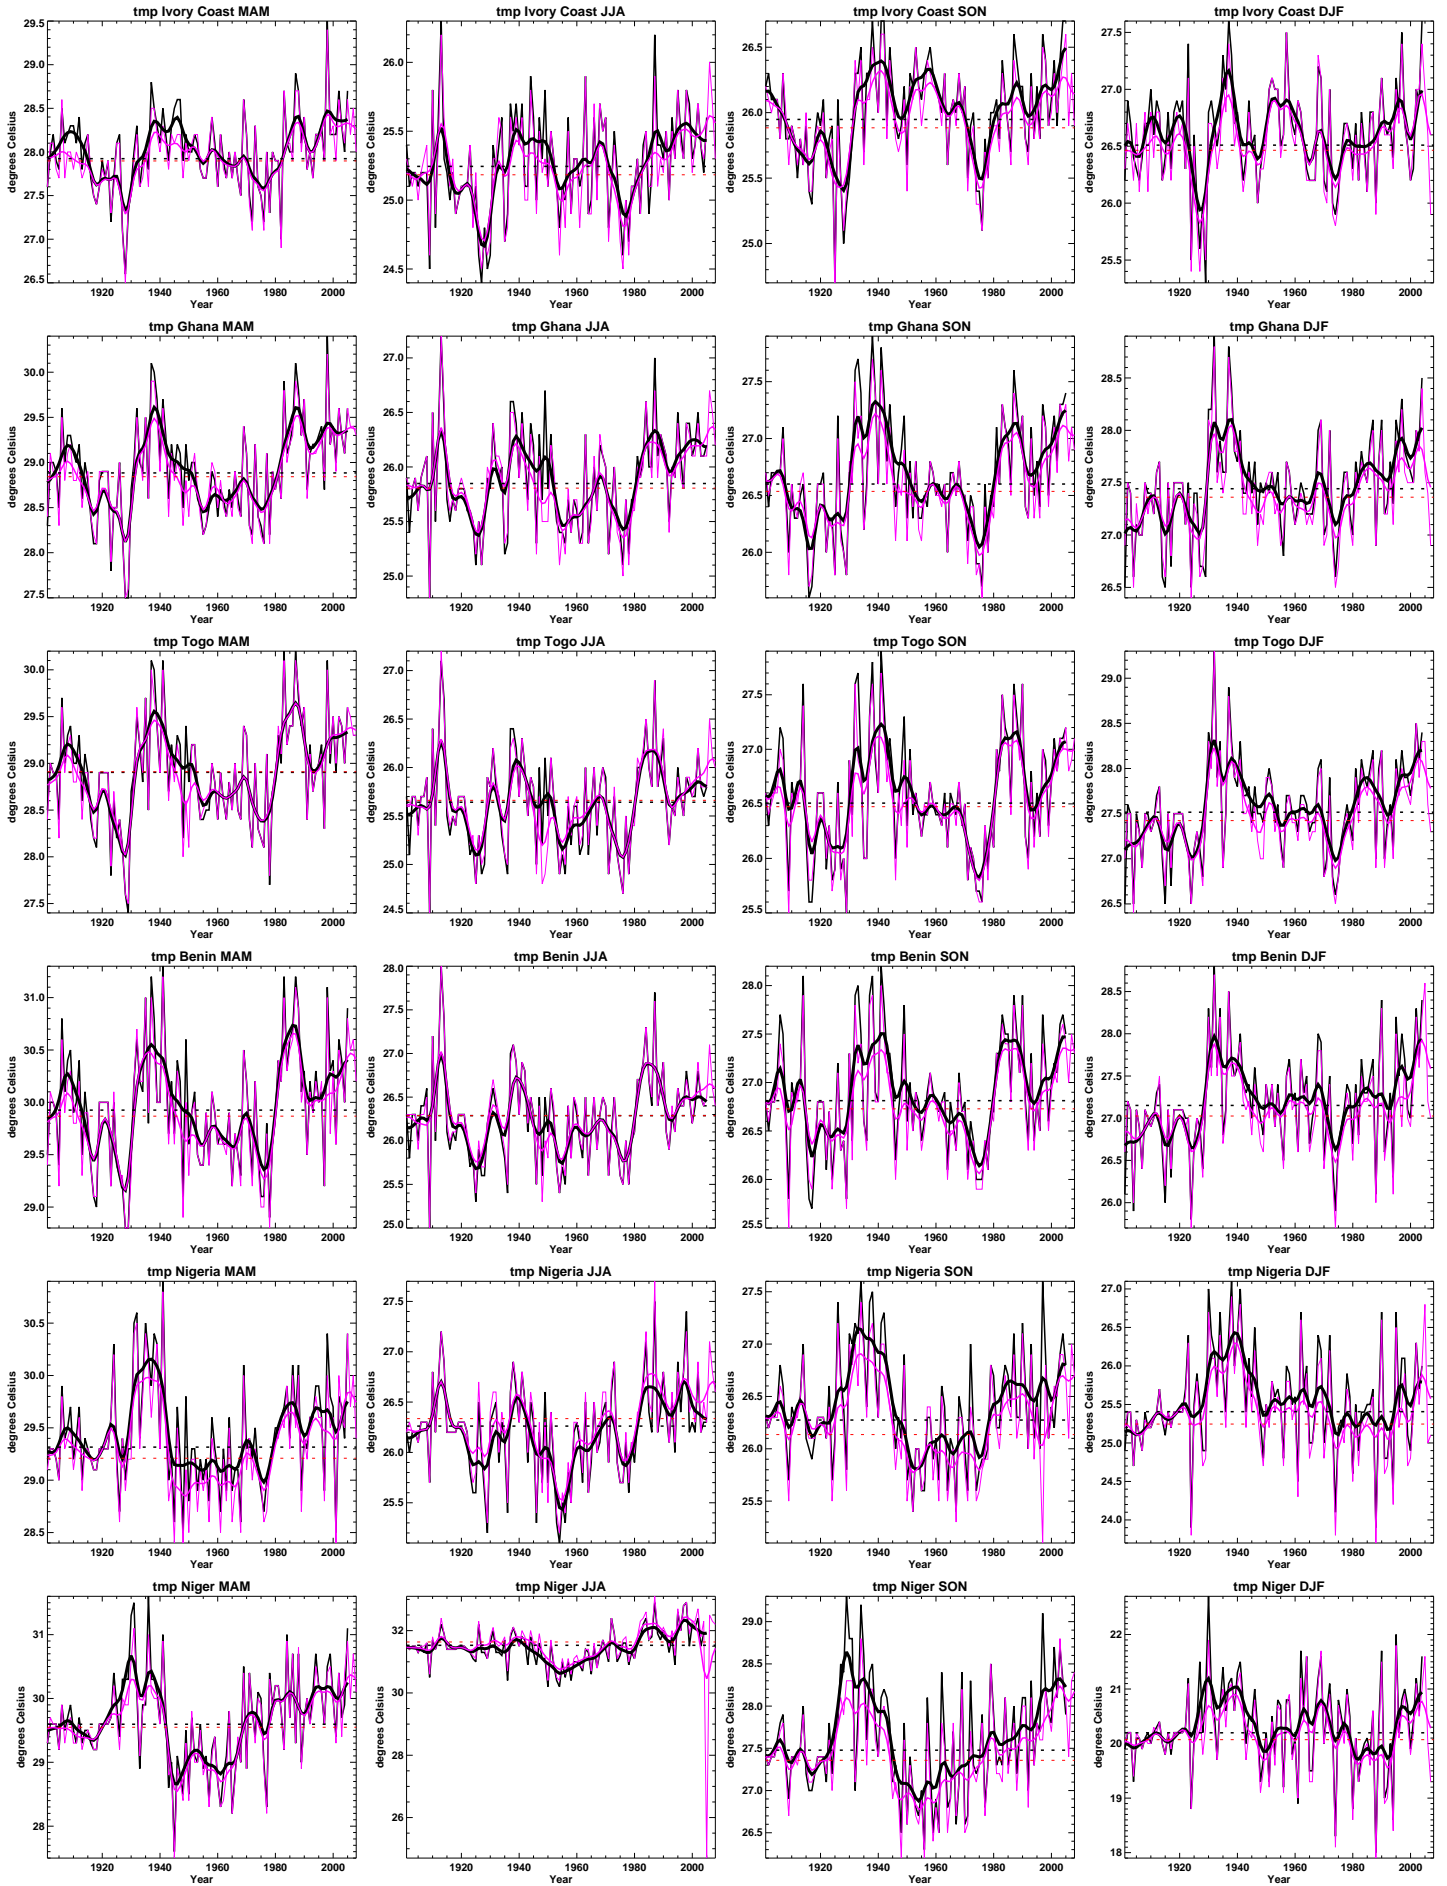 tmp Ivory Coast MAM
tmp Ivory Coast JJA
tmp Ivory Coast SON
tmp Ivory Coast DJF
degrees Celsius
29.5
29.0
28.5
28.0
27.5
27.0
26.5
degrees Celsius
26.0
25.5
25.0
24.5
degrees Celsius
26.5
26.0
25.5
25.0
degrees Celsius
27.5
27.0
26.5
26.0
25.5
1920 1940 1960 1980 2000
1920 1940 1960 1980 2000
1920 1940 1960 1980 2000
1920 1940 1960 1980 2000
Year
Year
Year
Year
tmp Ghana MAM
tmp Ghana JJA
tmp Ghana SON
tmp Ghana DJF
degrees Celsius
30.0
29.5
29.0
28.5
28.0
27.5
degrees Celsius
27.0
26.5
26.0
25.5
25.0
degrees Celsius
27.5
27.0
26.5
26.0
degrees Celsius
28.5
28.0
27.5
27.0
26.5
1920 1940 1960 1980 2000
1920 1940 1960 1980 2000
1920 1940 1960 1980 2000
1920 1940 1960 1980 2000
Year
Year
Year
Year
tmp Togo MAM
tmp Togo JJA
tmp Togo SON
tmp Togo DJF
degrees Celsius
30.0
29.5
29.0
28.5
28.0
27.5
degrees Celsius
27.0
26.5
26.0
25.5
25.0
24.5
degrees Celsius
27.5
27.0
26.5
26.0
25.5
degrees Celsius
29.0
28.5
28.0
27.5
27.0
26.5
1920 1940 1960 1980 2000
1920 1940 1960 1980 2000
1920 1940 1960 1980 2000
1920 1940 1960 1980 2000
Year
Year
Year
Year
tmp Benin MAM
tmp Benin JJA
tmp Benin SON
tmp Benin DJF
degrees Celsius
31.0
30.5
30.0
29.5
29.0
degrees Celsius
28.0
27.5
27.0
26.5
26.0
25.5
25.0
degrees Celsius
28.0
27.5
27.0
26.5
26.0
25.5
degrees Celsius
28.5
28.0
27.5
27.0
26.5
26.0
1920 1940 1960 1980 2000
1920 1940 1960 1980 2000
1920 1940 1960 1980 2000
1920 1940 1960 1980 2000
Year
Year
Year
Year
tmp Nigeria MAM
tmp Nigeria JJA
tmp Nigeria SON
tmp Nigeria DJF
degrees Celsius
30.5
30.0
29.5
29.0
28.5
degrees Celsius
27.5
27.0
26.5
26.0
25.5
degrees Celsius
27.5
27.0
26.5
26.0
25.5
degrees Celsius
27.0
26.5
26.0
25.5
25.0
24.5
24.0
1920 1940 1960 1980 2000
1920 1940 1960 1980 2000
1920 1940 1960 1980 2000
1920 1940 1960 1980 2000
Year
Year
Year
Year
tmp Niger MAM
tmp Niger JJA
tmp Niger SON
tmp Niger DJF
degrees Celsius
31
30
29
28
degrees Celsius
32
30
28
26
degrees Celsius
29.0
28.5
28.0
27.5
27.0
26.5
degrees Celsius
22
21
20
19
18
1920 1940 1960 1980 2000
1920 1940 1960 1980 2000
1920 1940 1960 1980 2000
1920 1940 1960 1980 2000
Year
Year
Year
Year